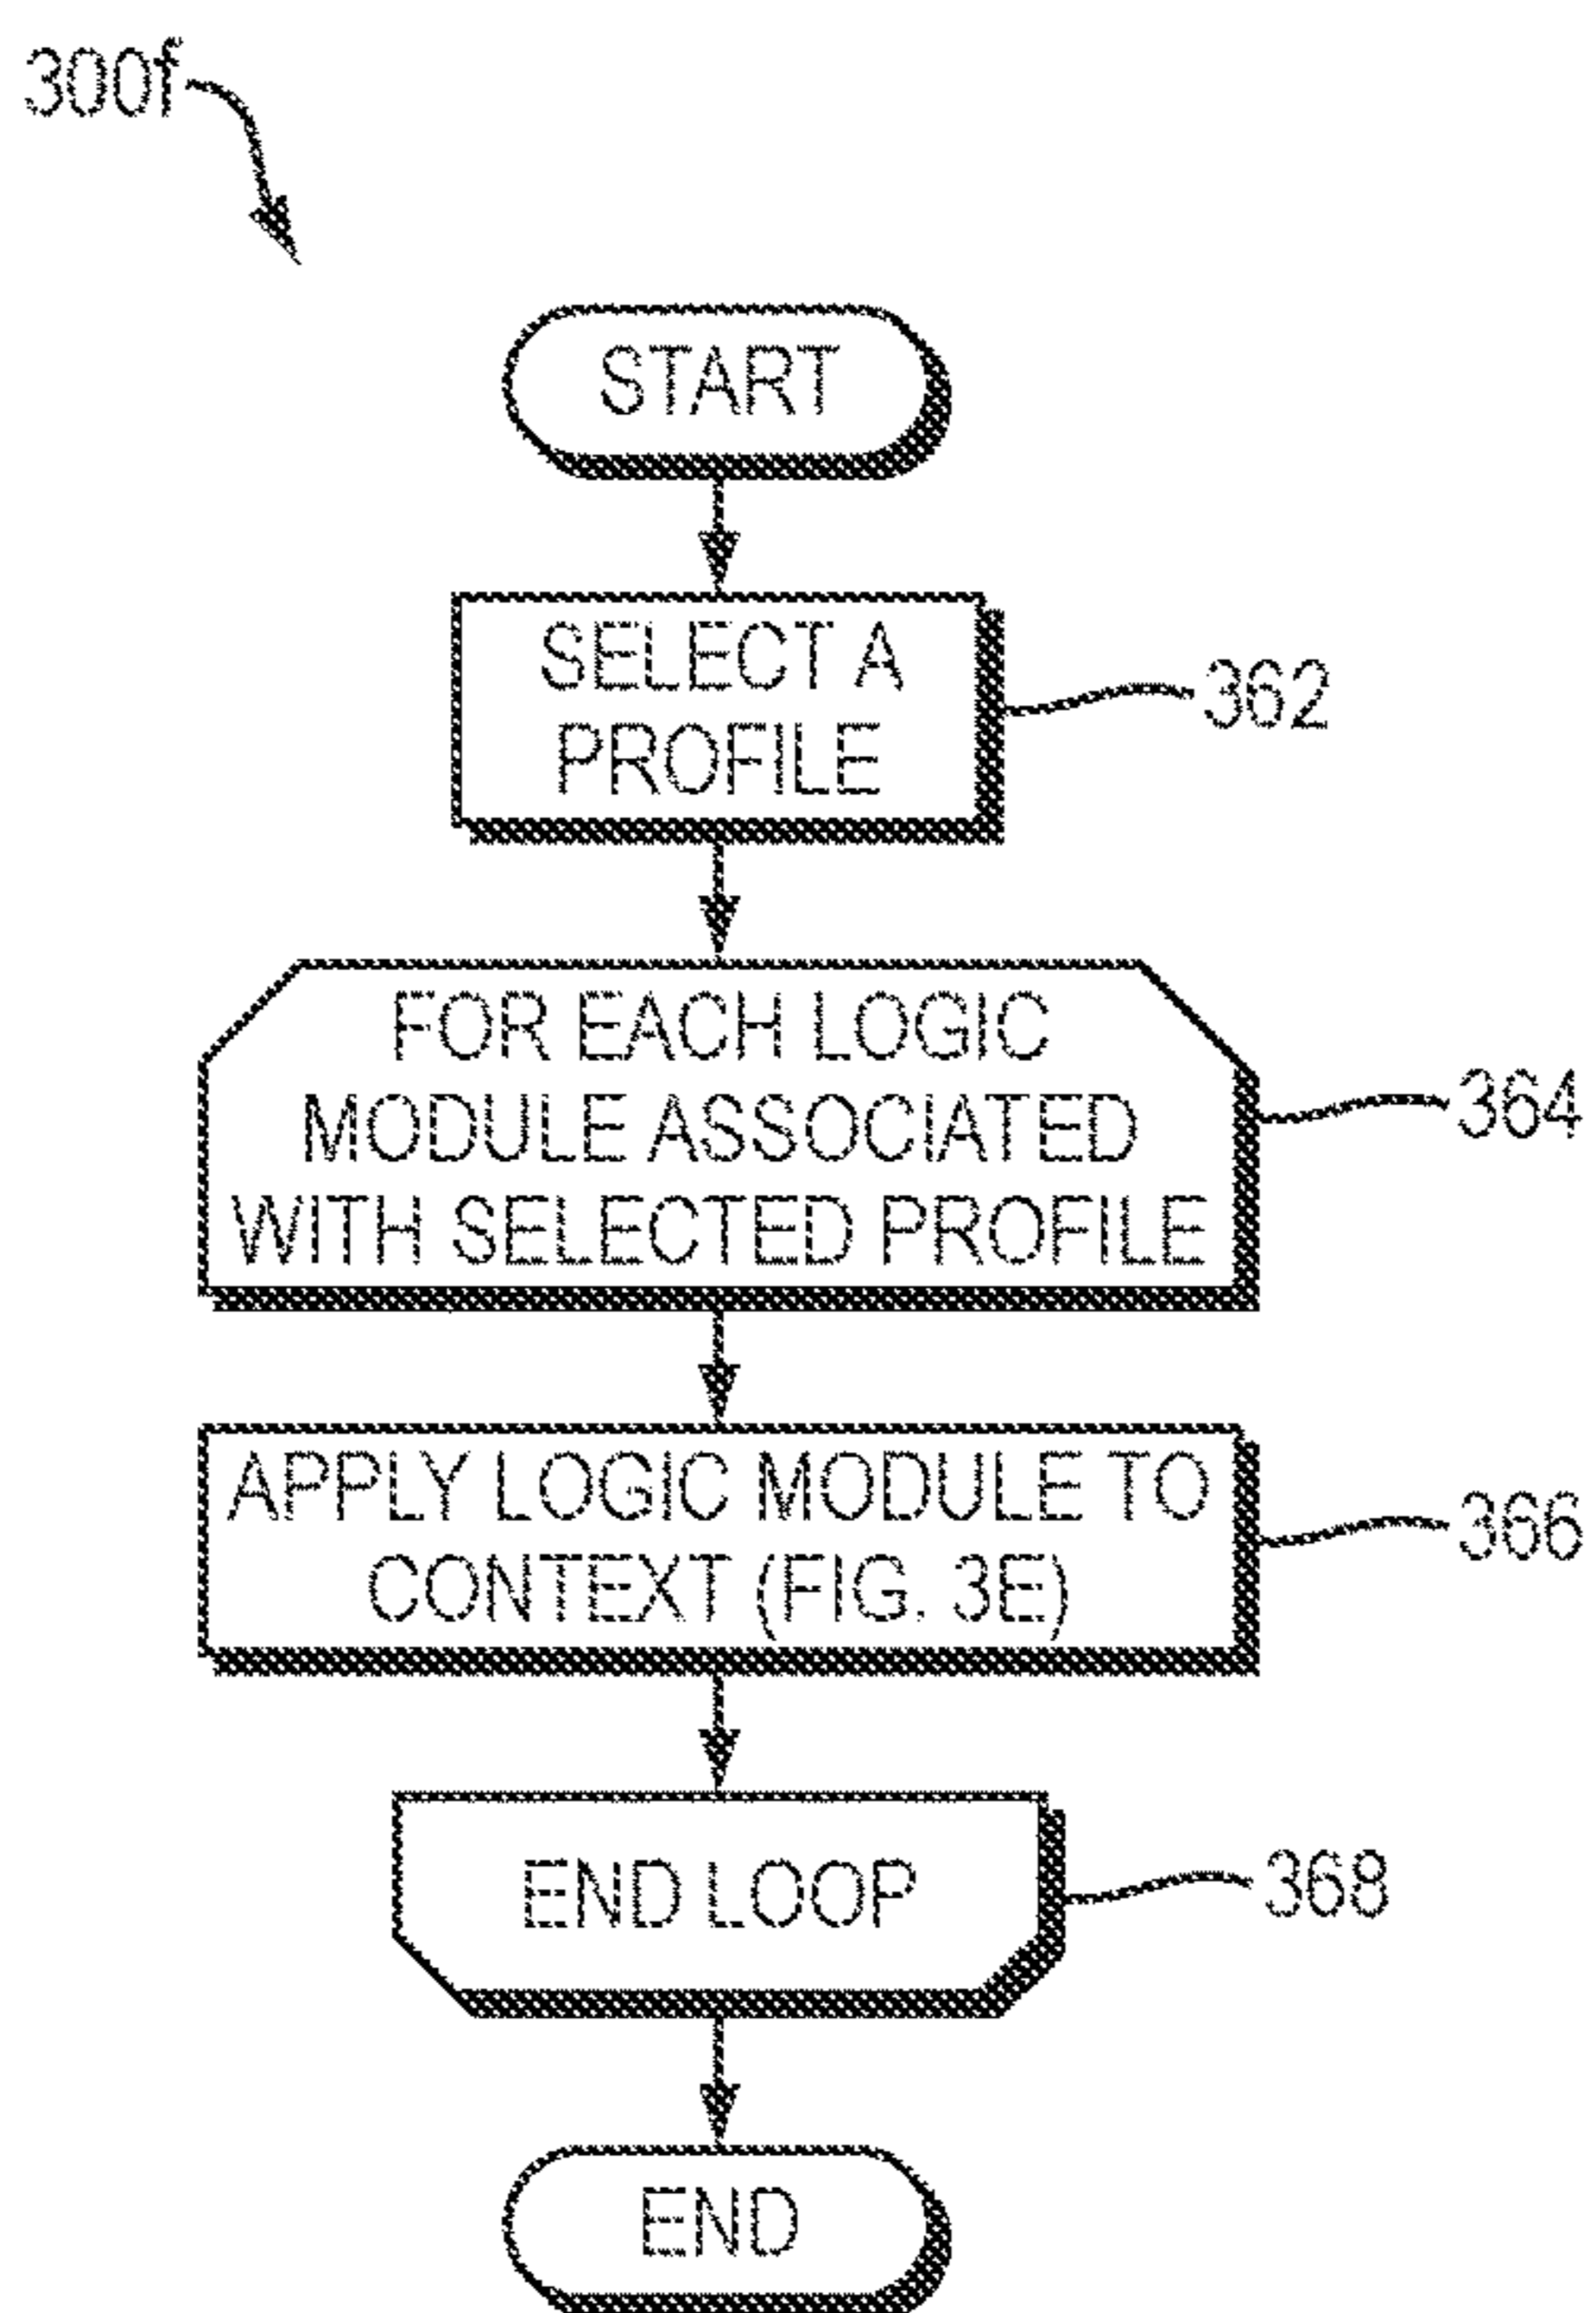 300f
START
SELECT A
PROFILE
362
FOR EACH LOGIC
MODULE ASSOCIATED
WITH SELECTED PROFILE
364
APPLY LOGIC MODULE TO
CONTEXT (FIG. 3E)
366
END LOOP
368
END